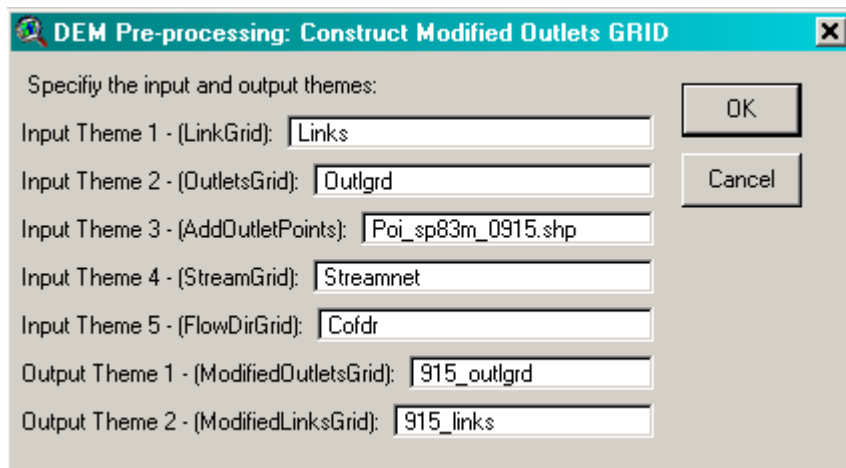 DEM Pre-processing: Construct Modified Outlets GRID
Specifiy the input and output themes:
OK
Input Theme 1 - (LinkGrid): Links
Input Theme 2 - (OutletsGrid): Outlgrd
Cancel
Input Theme 3 - (AddOutletPoints): Poi_sp83m_0915.shp
Input Theme 4 - (StreamGrid): Streamnet
Input Theme 5 - (FlowDirGrid): Cofdr
Output Theme 1 - (ModifiedOutletsGrid): 915_outlgrd
Output Theme 2 - (ModifiedLinksGrid): 915_links